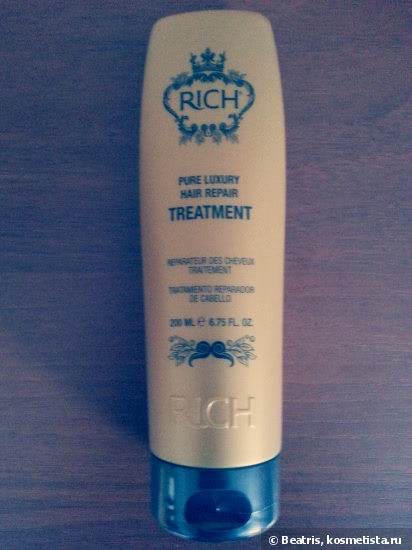 RICH
PURE LUXURY
HAIR REPAIR
TREATMENT
REPARATEUR DES CHEVEUX
TRAITEMENT
TRATAMIENTO REPARADOR
DE CABELLO
200 ML ℮ 6.75 FL. OZ.
RICH
© Beatris, kosmetista.ru